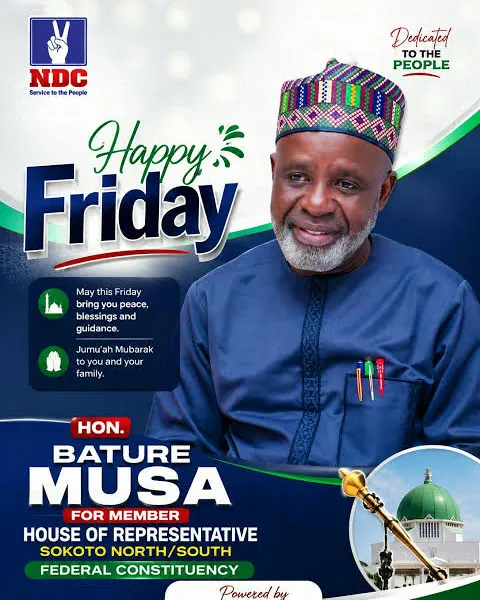 NDC
Service to the People
Dedicated
TO THE
PEOPLE
Happy
Friday
May this Friday
bring you peace,
blessings and
guidance.
Jumu'ah Mubarak
to you and your
family.
HON.
BATURE
MUSA
FOR MEMBER
HOUSE OF REPRESENTATIVE
SOKOTO NORTH/SOUTH
FEDERAL CONSTITUENCY
Powered by